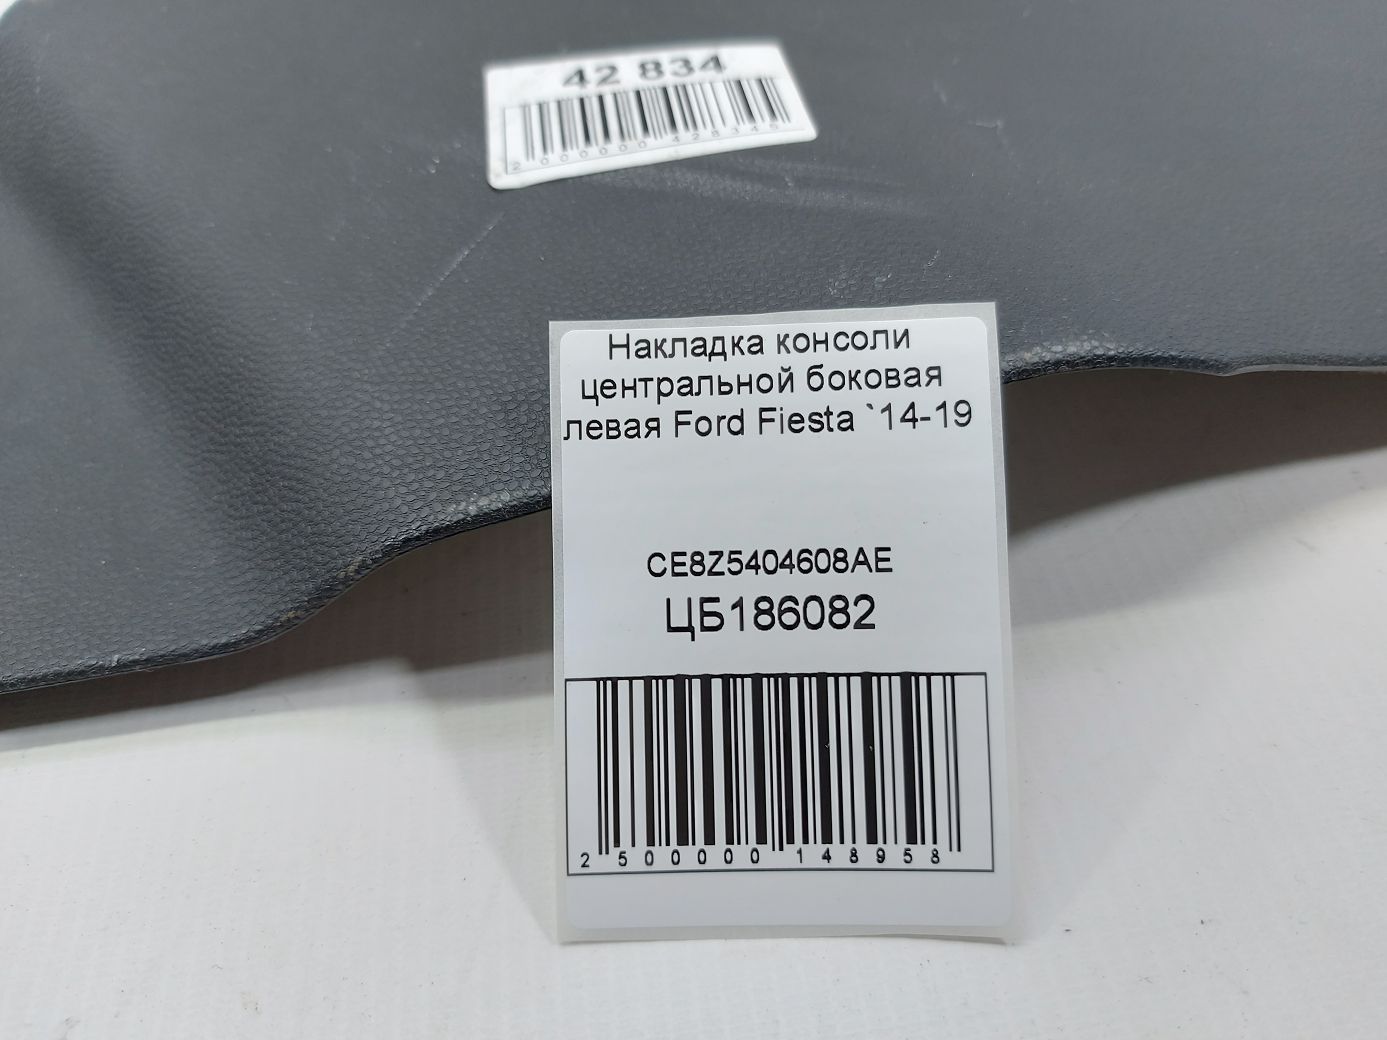 42 834
2 000000 428345
Накладка консоли
центральной боковая
левая Ford Fiesta `14-19
CE8Z5404608AE
ЦБ186082
2 500000 148958